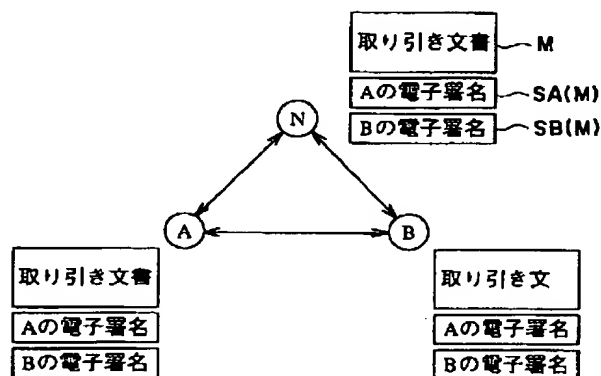 取り引き文書 M
Aの電子署名 SA(M)
Bの電子署名 SB(M)
N
A
B
取り引き文書
Aの電子署名
Bの電子署名
取り引き文
Aの電子署名
Bの電子署名